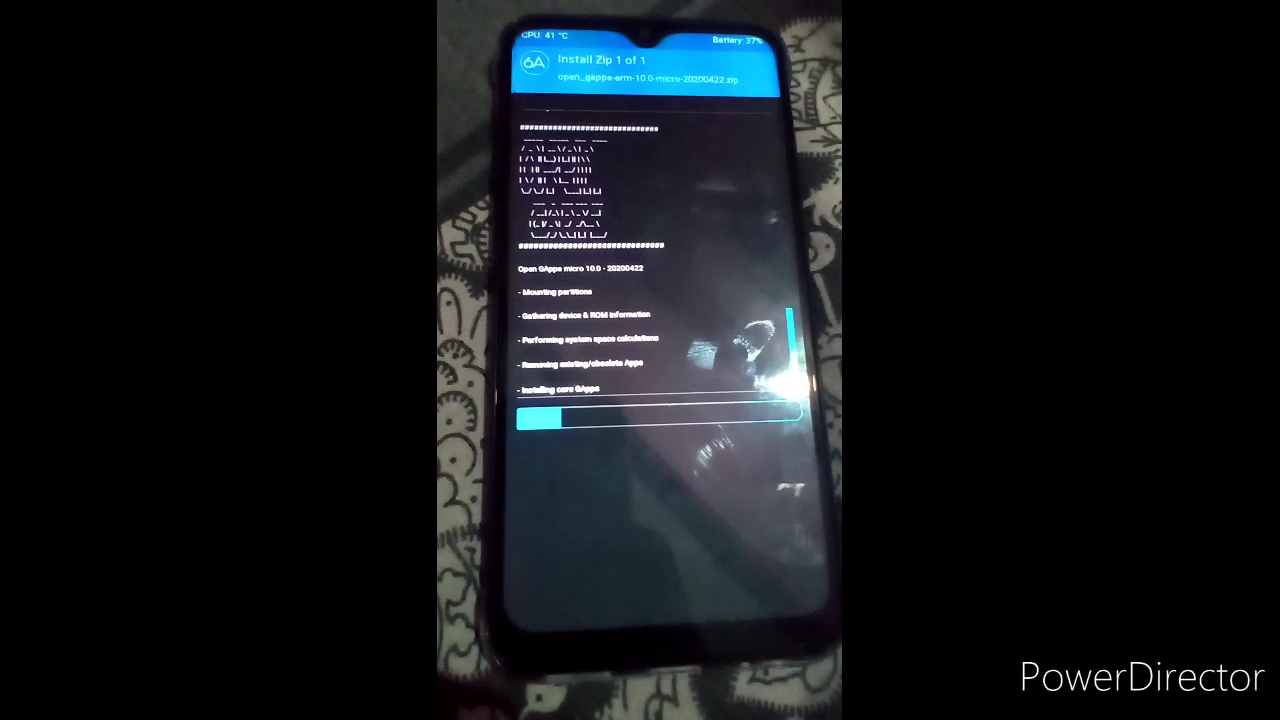 CPU: 41 °C
Battery: 37%
6A
Install Zip 1 of 1
open_gapps-arm-10.0-micro-20200422.zip
Open GApps micro 10.0 - 20200422
- Mounting partitions
- Gathering device & ROM information
- Performing system space calculations
- Removing existing/obsolete Apps
- Installing core GApps
PowerDirector